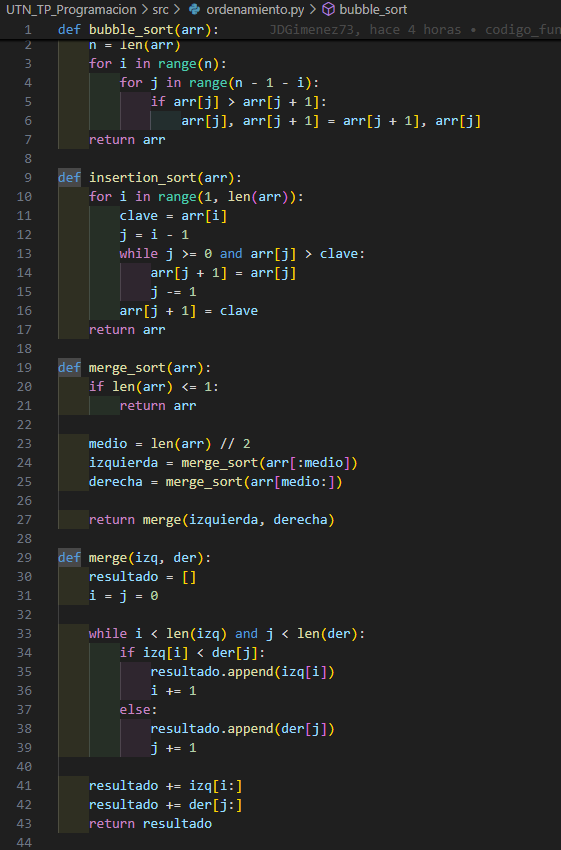 UTN_TP_Programacion > src > ordenamiento.py > bubble_sort
1 def bubble_sort(arr): JDGimenez73, hace 4 horas • codigo_fun
2     n = len(arr)
3     for i in range(n):
4         for j in range(n - 1 - i):
5             if arr[j] > arr[j + 1]:
6                 arr[j], arr[j + 1] = arr[j + 1], arr[j]
7     return arr
8
9 def insertion_sort(arr):
10     for i in range(1, len(arr)):
11         clave = arr[i]
12         j = i - 1
13         while j >= 0 and arr[j] > clave:
14             arr[j + 1] = arr[j]
15             j -= 1
16         arr[j + 1] = clave
17     return arr
18
19 def merge_sort(arr):
20     if len(arr) <= 1:
21         return arr
22
23     medio = len(arr) // 2
24     izquierda = merge_sort(arr[:medio])
25     derecha = merge_sort(arr[medio:])
26
27     return merge(izquierda, derecha)
28
29 def merge(izq, der):
30     resultado = []
31     i = j = 0
32
33     while i < len(izq) and j < len(der):
34         if izq[i] < der[j]:
35             resultado.append(izq[i])
36             i += 1
37         else:
38             resultado.append(der[j])
39             j += 1
40
41     resultado += izq[i:]
42     resultado += der[j:]
43     return resultado
44